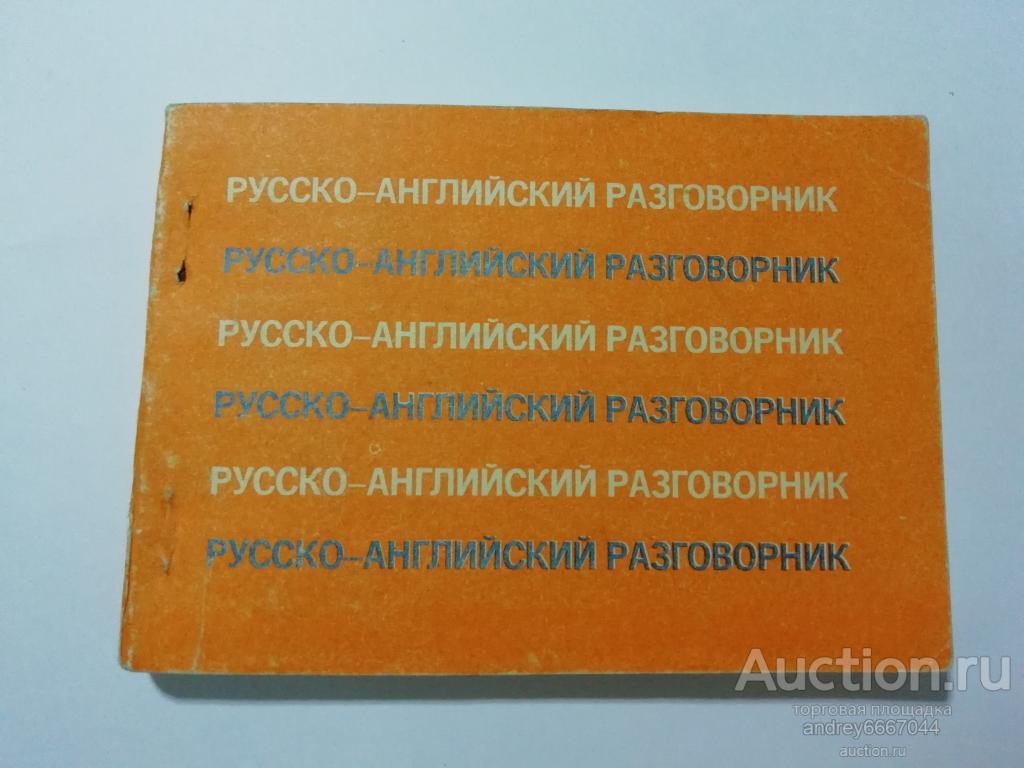 РУССКО–АНГЛИЙСКИЙ РАЗГОВОРНИК
РУССКО–АНГЛИЙСКИЙ РАЗГОВОРНИК
РУССКО–АНГЛИЙСКИЙ РАЗГОВОРНИК
РУССКО–АНГЛИЙСКИЙ РАЗГОВОРНИК
РУССКО–АНГЛИЙСКИЙ РАЗГОВОРНИК
РУССКО–АНГЛИЙСКИЙ РАЗГОВОРНИК
Auction.ru
торговая площадка
andrey6667044
auction.ru